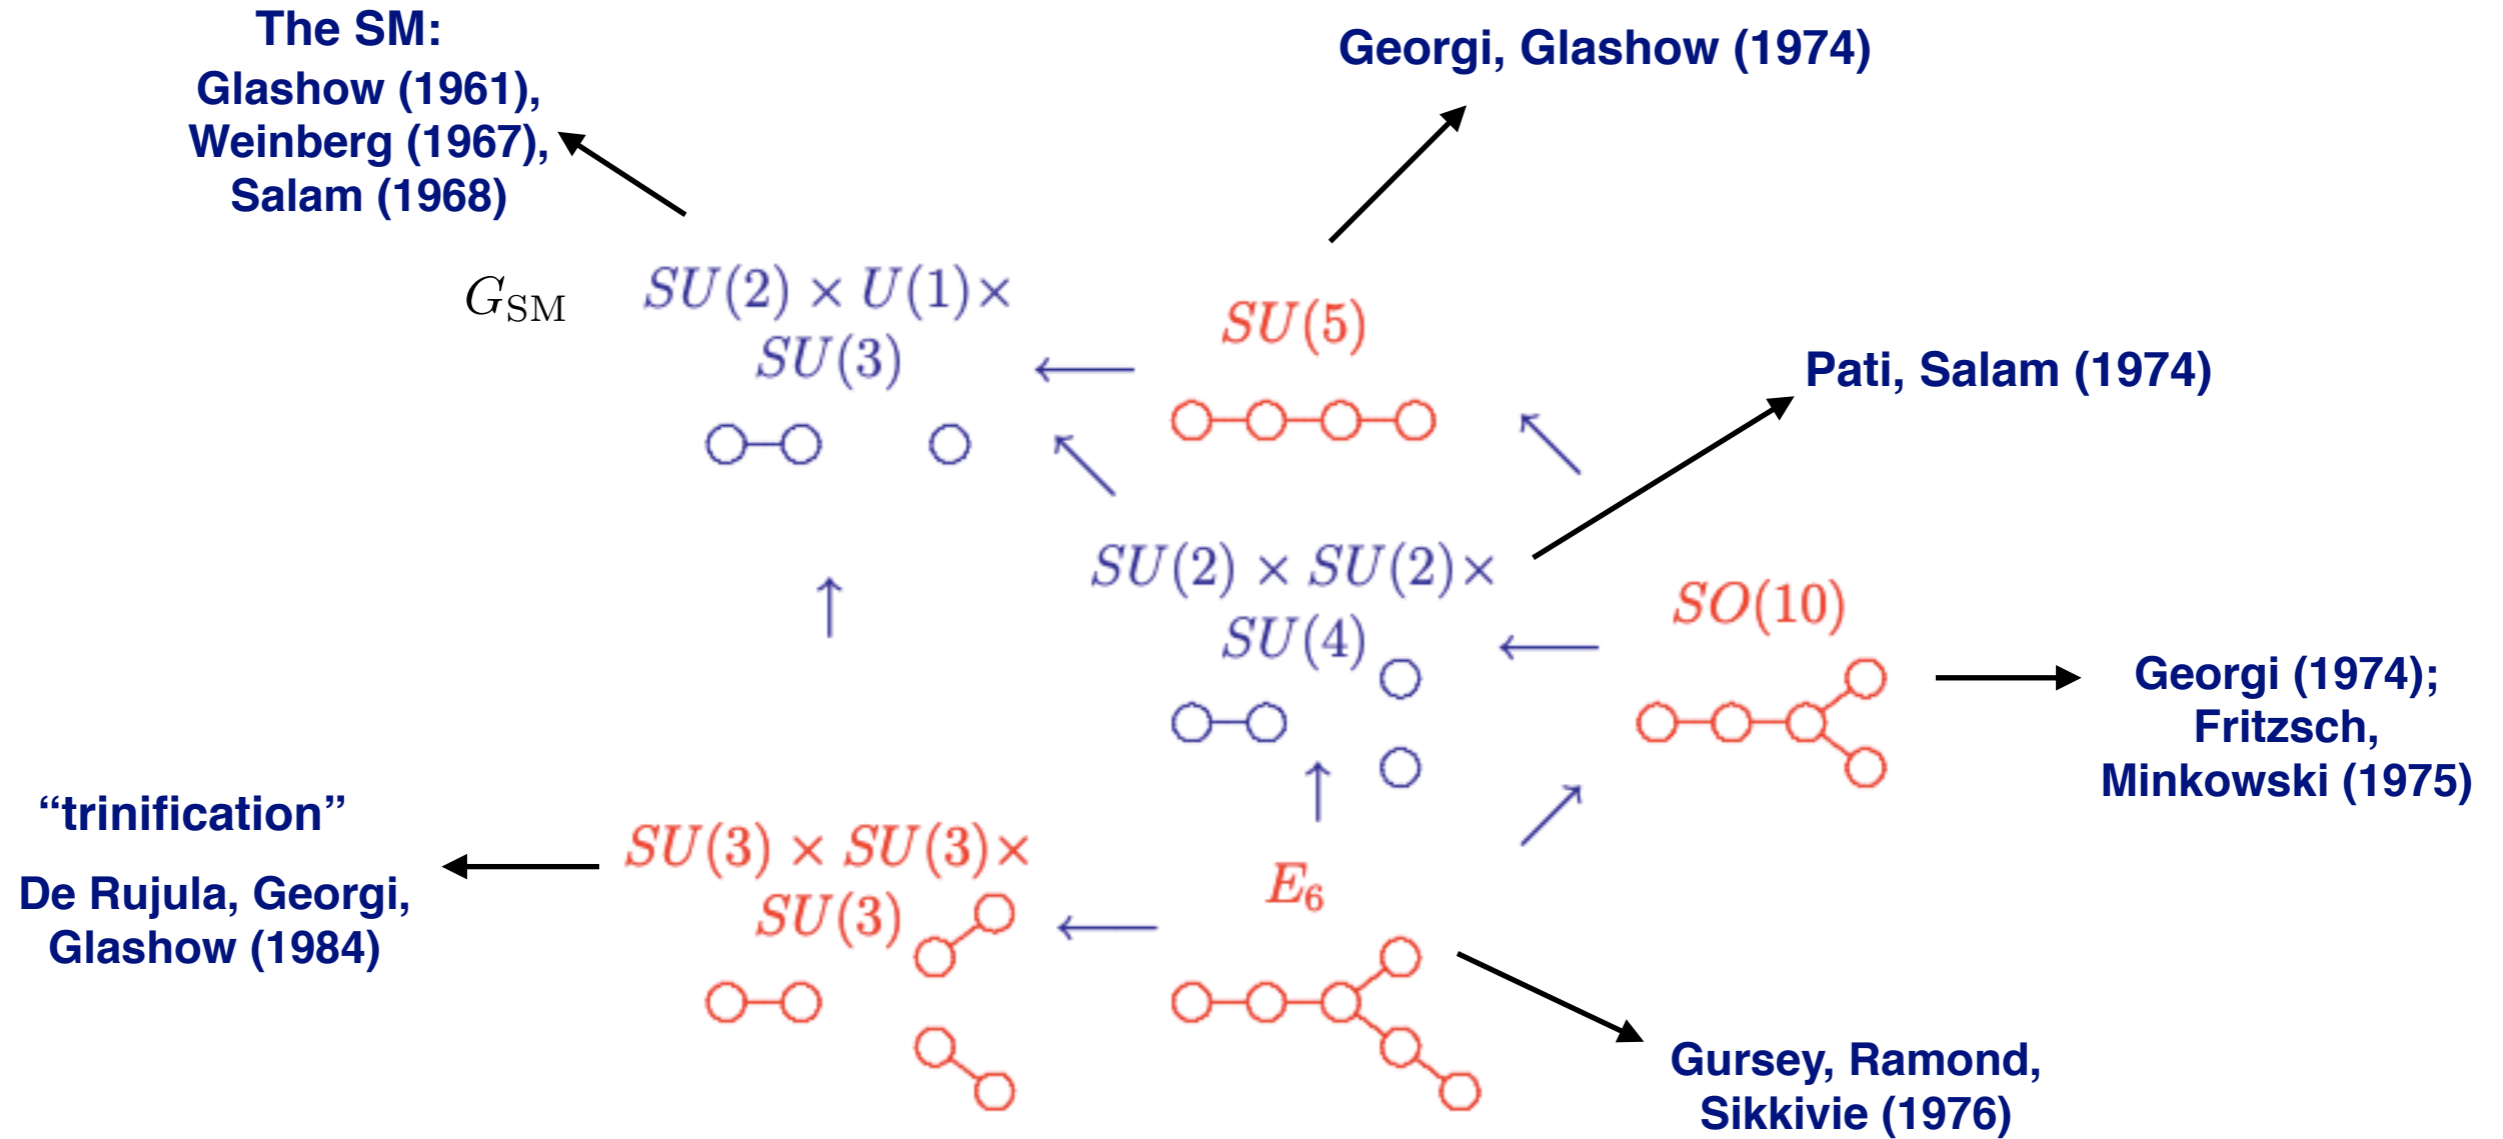 The SM:
Glashow (1961),
Weinberg (1967),
Salam (1968)
Georgi, Glashow (1974)
G_SM
SU(2) × U(1)×
SU(3)
SU(5)
Pati, Salam (1974)
SU(2) × SU(2)×
SU(4)
SO(10)
Georgi (1974);
Fritzsch,
Minkowski (1975)
“trinification”
De Rujula, Georgi,
Glashow (1984)
SU(3) × SU(3)×
SU(3)
E_6
Gursey, Ramond,
Sikkivie (1976)